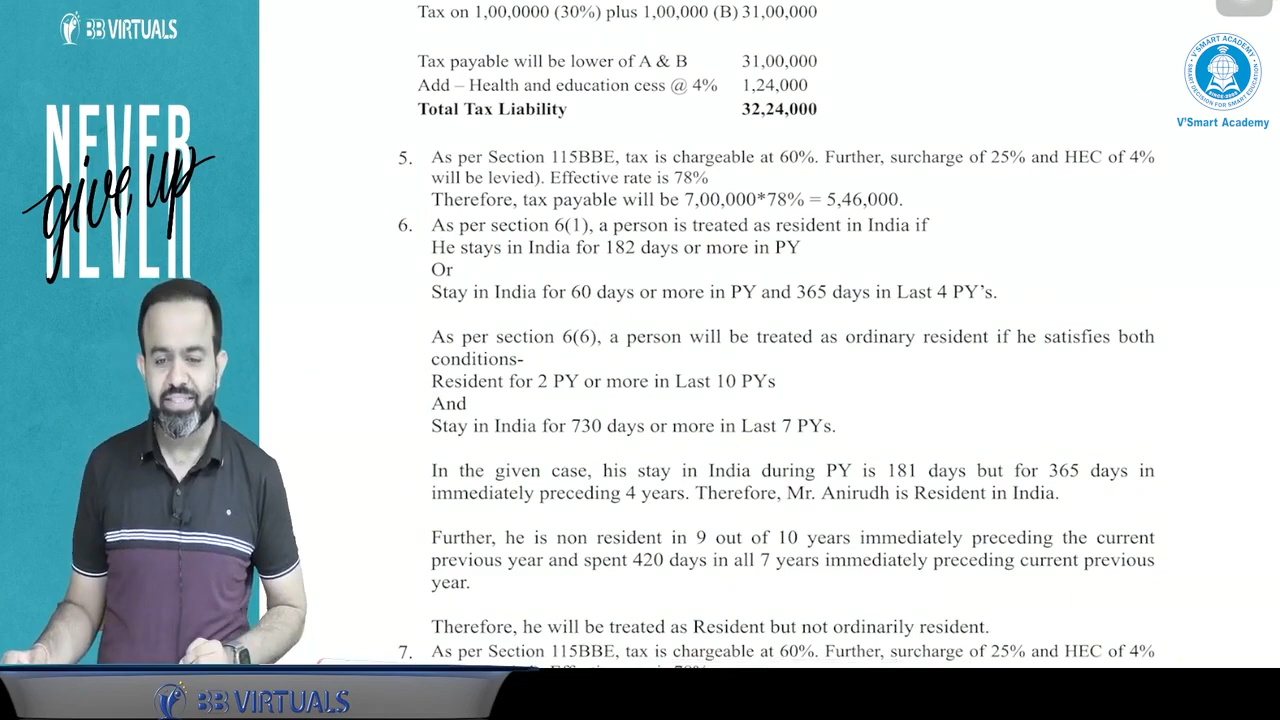 BB VIRTUALS
NEVER
give up
NEVER
V'SMART ACADEMY
SMART DECISION FOR SMART EDUCATION
V'Smart Academy
Tax on 1,00,0000 (30%) plus 1,00,000 (B) 31,00,000
Tax payable will be lower of A & B 31,00,000
Add – Health and education cess @ 4% 1,24,000
Total Tax Liability 32,24,000
5. As per Section 115BBE, tax is chargeable at 60%. Further, surcharge of 25% and HEC of 4%
will be levied). Effective rate is 78%
Therefore, tax payable will be 7,00,000*78% = 5,46,000.
6. As per section 6(1), a person is treated as resident in India if
He stays in India for 182 days or more in PY
Or
Stay in India for 60 days or more in PY and 365 days in Last 4 PY’s.
As per section 6(6), a person will be treated as ordinary resident if he satisfies both
conditions-
Resident for 2 PY or more in Last 10 PYs
And
Stay in India for 730 days or more in Last 7 PYs.
In the given case, his stay in India during PY is 181 days but for 365 days in
immediately preceding 4 years. Therefore, Mr. Anirudh is Resident in India.
Further, he is non resident in 9 out of 10 years immediately preceding the current
previous year and spent 420 days in all 7 years immediately preceding current previous
year.
Therefore, he will be treated as Resident but not ordinarily resident.
7. As per Section 115BBE, tax is chargeable at 60%. Further, surcharge of 25% and HEC of 4%
BB VIRTUALS